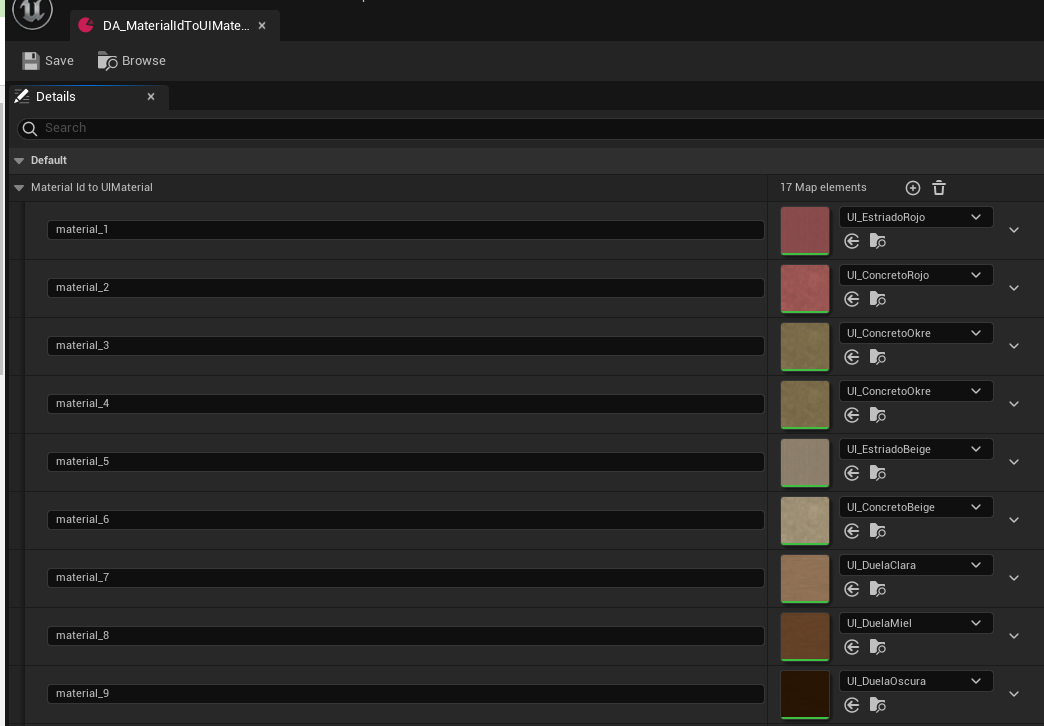 DA_MaterialIdToUIMate...
Save
Browse
Details
Search
Default
Material Id to UIMaterial
17 Map elements
material_1
UI_EstriadoRojo
material_2
UI_ConcretoRojo
material_3
UI_ConcretoOkre
material_4
UI_ConcretoOkre
material_5
UI_EstriadoBeige
material_6
UI_ConcretoBeige
material_7
UI_DuelaClara
material_8
UI_DuelaMiel
material_9
UI_DuelaOscura